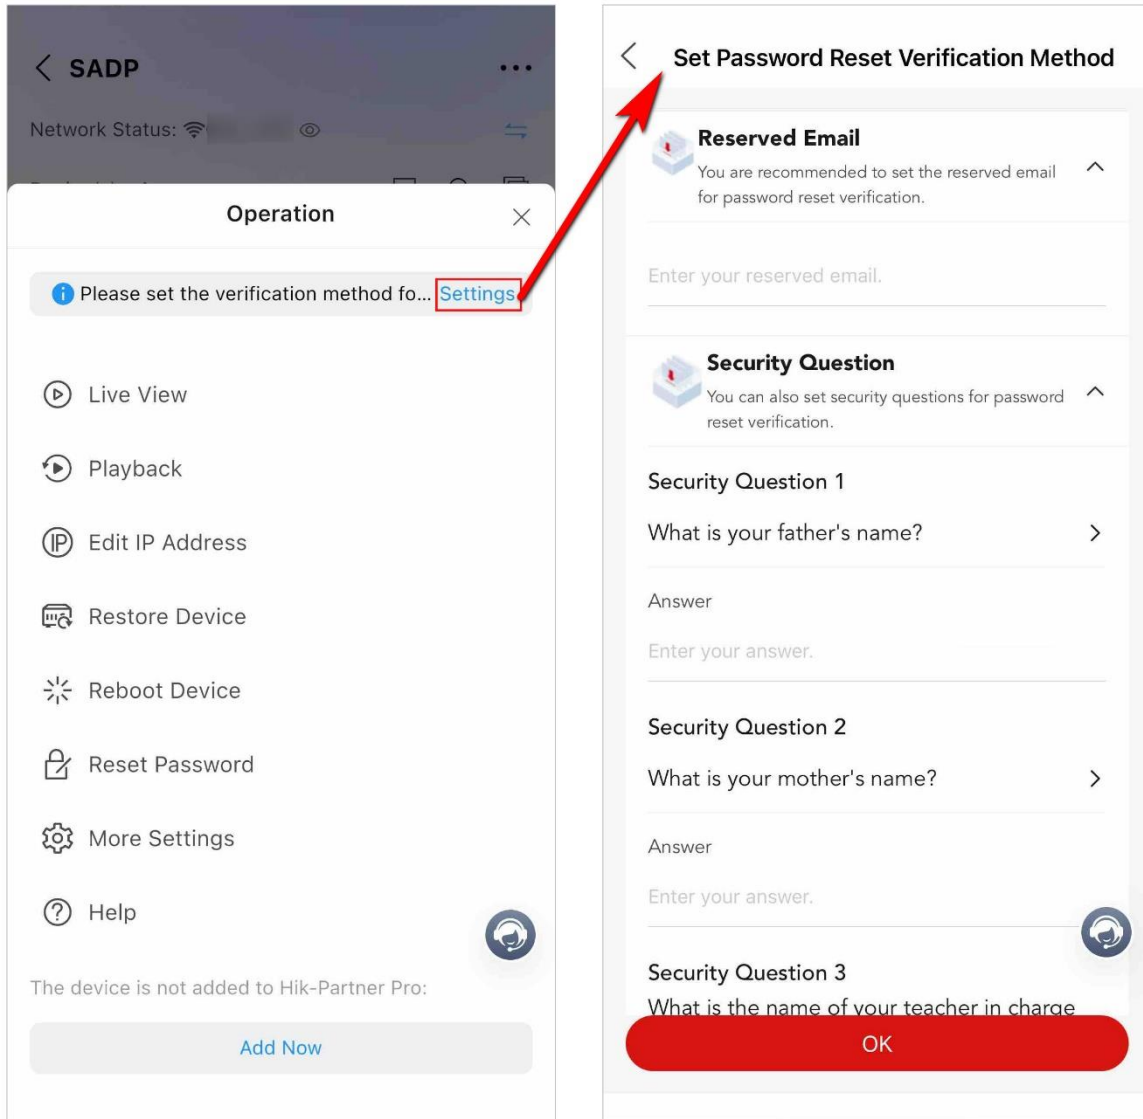 SADP
Network Status:
Operation
Please set the verification method fo... Settings
Live View
Playback
Edit IP Address
Restore Device
Reboot Device
Reset Password
More Settings
Help
The device is not added to Hik-Partner Pro:
Add Now
Set Password Reset Verification Method
Reserved Email
You are recommended to set the reserved email
for password reset verification.
Enter your reserved email.
Security Question
You can also set security questions for password
reset verification.
Security Question 1
What is your father's name?
Answer
Enter your answer.
Security Question 2
What is your mother's name?
Answer
Enter your answer.
Security Question 3
What is the name of your teacher in charge
OK